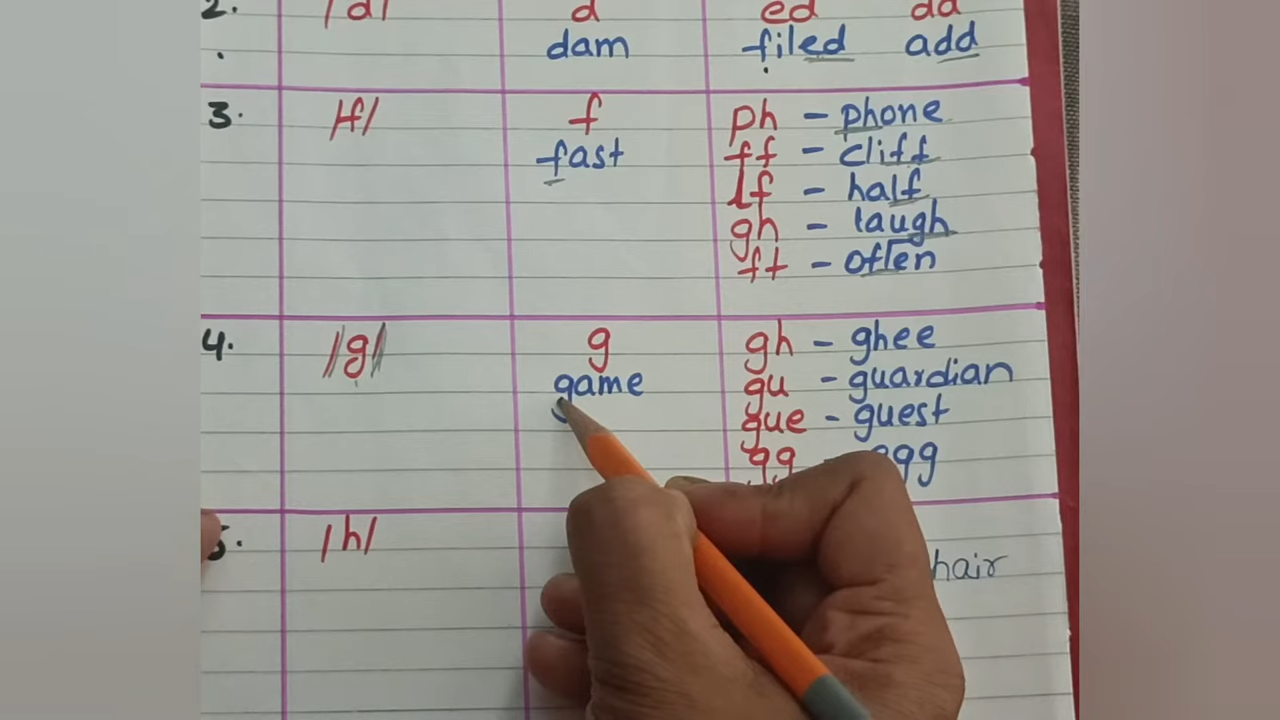 2. /d/ d ed dd
dam filed add
3. /f/ f ph - phone
fast ff - cliff
lf - half
gh - laugh
ft - often
4. /g/ g gh - ghee
game gu - guardian
gue - guest
gg egg
5. /h/
hair